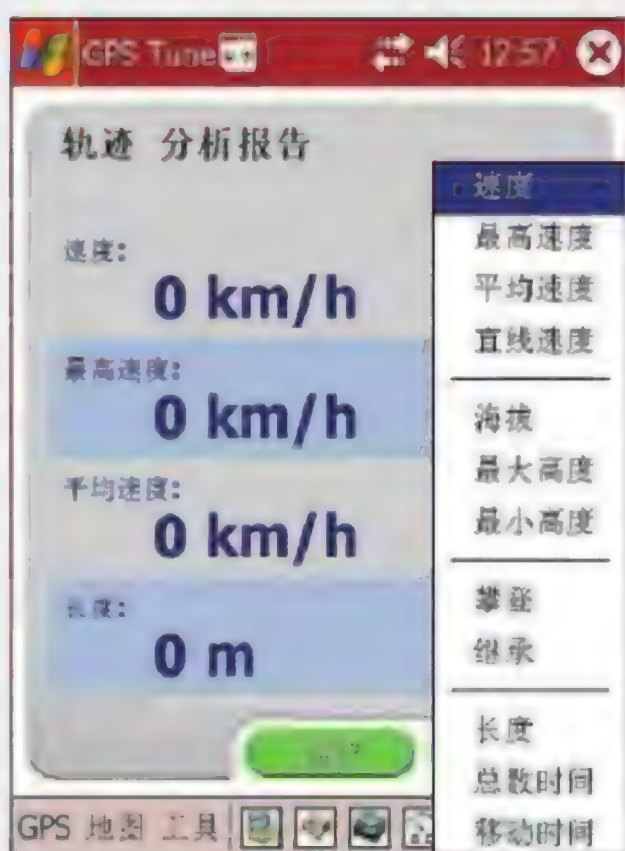 GPS Tune
12:57
轨迹 分析报告
速度:
0 km/h
最高速度:
0 km/h
平均速度:
0 km/h
长度:
0 m
速度
最高速度
平均速度
直线速度
海拔
最大高度
最小高度
攀登
继承
长度
总数时间
移动时间
GPS 地图 工具